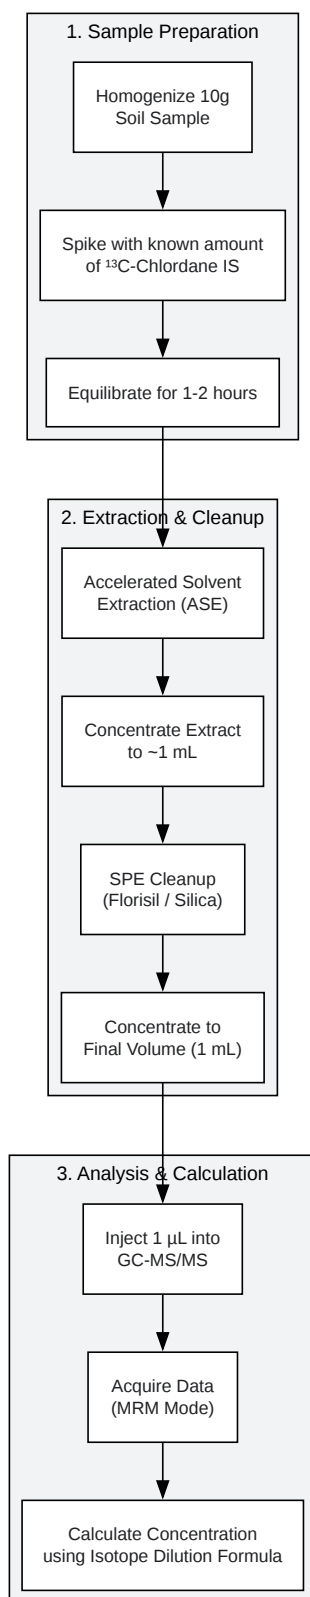 1. Sample Preparation
Homogenize 10g
Soil Sample
Spike with known amount
of ¹³C-Chlordane IS
Equilibrate for 1-2 hours
2. Extraction & Cleanup
Accelerated Solvent
Extraction (ASE)
Concentrate Extract
to ~1 mL
SPE Cleanup
(Florisil / Silica)
Concentrate to
Final Volume (1 mL)
3. Analysis & Calculation
Inject 1 µL into
GC-MS/MS
Acquire Data
(MRM Mode)
Calculate Concentration
using Isotope Dilution Formula